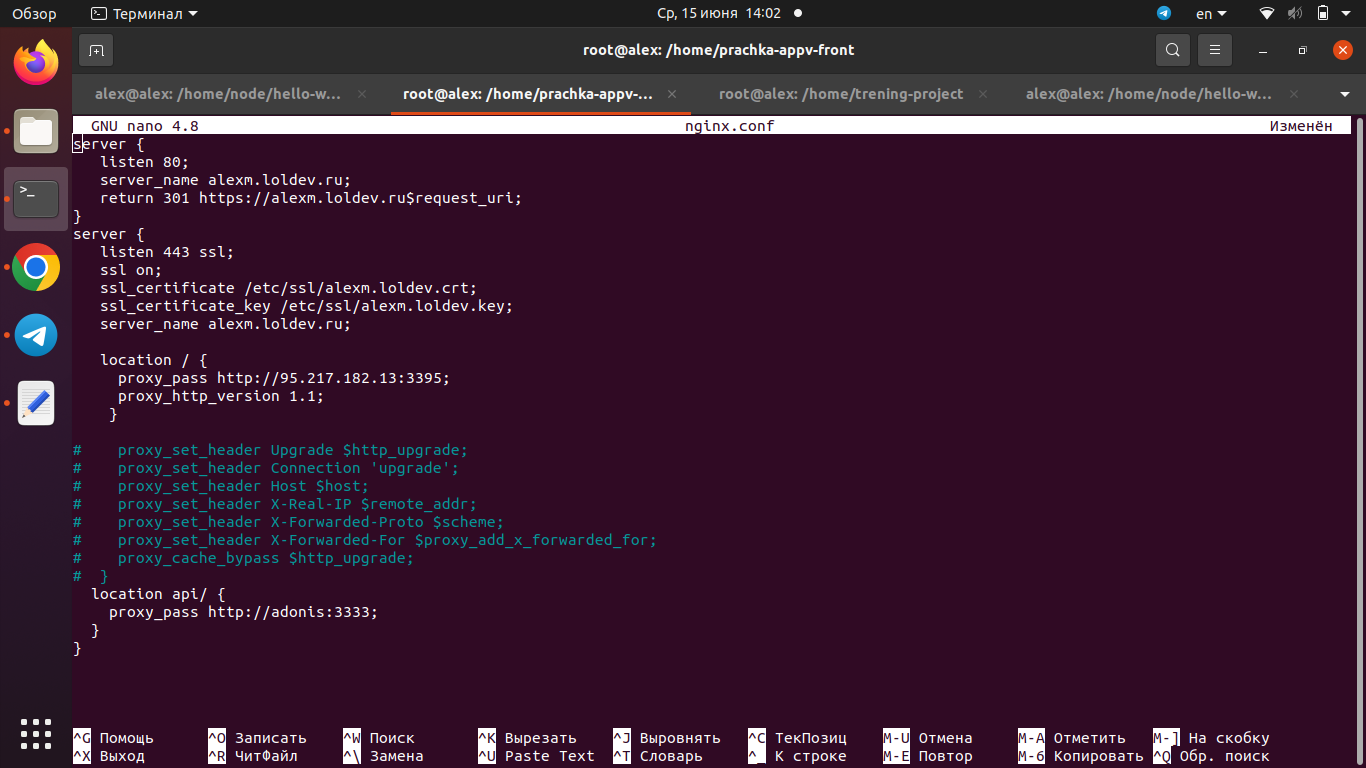 Обзор
Терминал
Ср, 15 июня 14:02
en
root@alex: /home/prachka-appv-front
alex@alex: /home/node/hello-w...
root@alex: /home/prachka-appv-...
root@alex: /home/trening-project
alex@alex: /home/node/hello-w...
GNU nano 4.8 nginx.conf Изменён
server {
listen 80;
server_name alexm.loldev.ru;
return 301 https://alexm.loldev.ru$request_uri;
}
server {
listen 443 ssl;
ssl on;
ssl_certificate /etc/ssl/alexm.loldev.crt;
ssl_certificate_key /etc/ssl/alexm.loldev.key;
server_name alexm.loldev.ru;
location / {
proxy_pass http://95.217.182.13:3395;
proxy_http_version 1.1;
}
# proxy_set_header Upgrade $http_upgrade;
# proxy_set_header Connection 'upgrade';
# proxy_set_header Host $host;
# proxy_set_header X-Real-IP $remote_addr;
# proxy_set_header X-Forwarded-Proto $scheme;
# proxy_set_header X-Forwarded-For $proxy_add_x_forwarded_for;
# proxy_cache_bypass $http_upgrade;
# }
location api/ {
proxy_pass http://adonis:3333;
}
}
^G Помощь ^O Записать ^W Поиск ^K Вырезать ^J Выровнять ^C ТекПозиц M-U Отмена M-A Отметить M-] На скобку
^X Выход ^R ЧитФайл ^\ Замена ^U Paste Text ^T Словарь ^_ К строке M-E Повтор M-6 Копировать ^Q Обр. поиск